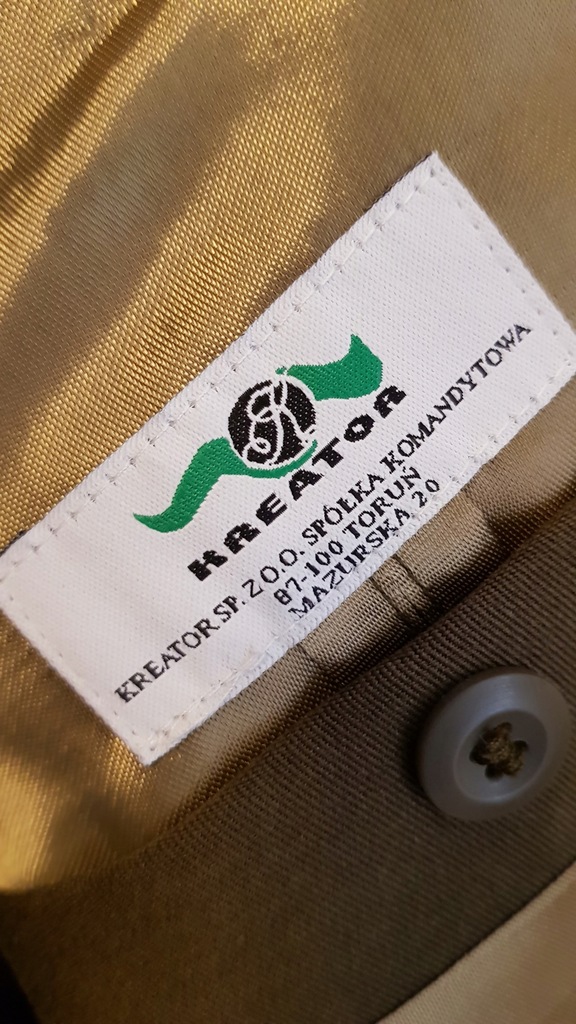 KREATOR
KREATOR SP. Z O.O. SPÓŁKA KOMANDYTOWA
87-100 TORUŃ
MAZURSKA 20